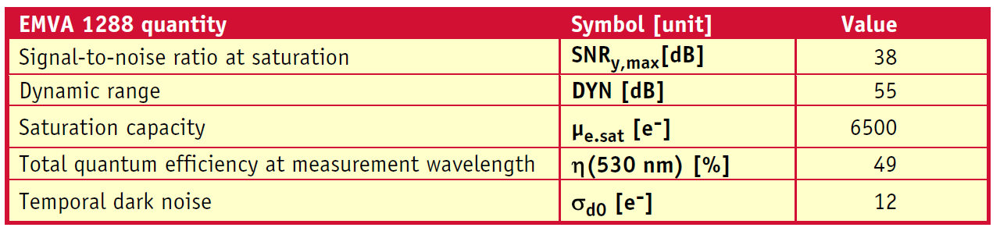 EMVA 1288 quantity Symbol [unit] Value
Signal-to-noise ratio at saturation SNRy,max[dB] 38
Dynamic range DYN [dB] 55
Saturation capacity µe.sat [e-] 6500
Total quantum efficiency at measurement wavelength η(530 nm) [%] 49
Temporal dark noise σd0 [e-] 12